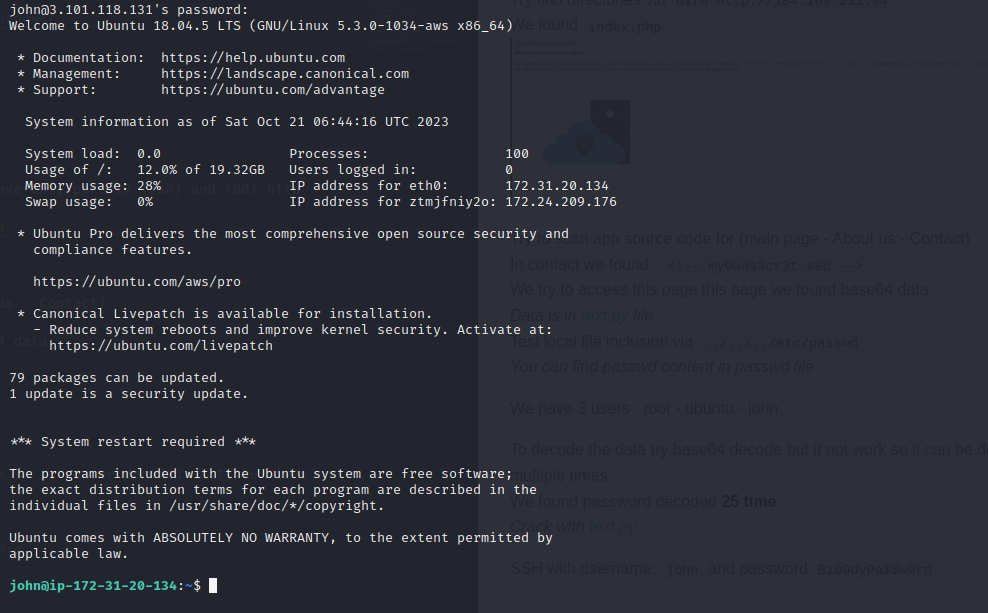 john@3.101.118.131's password:
Welcome to Ubuntu 18.04.5 LTS (GNU/Linux 5.3.0-1034-aws x86_64)
* Documentation:  https://help.ubuntu.com
* Management:     https://landscape.canonical.com
* Support:        https://ubuntu.com/advantage
System information as of Sat Oct 21 06:44:16 UTC 2023
System load:  0.0                Processes:                 100
Usage of /:   12.0% of 19.32GB   Users logged in:           0
Memory usage: 28%                IP address for eth0:       172.31.20.134
Swap usage:   0%                 IP address for ztmjfniy2o: 172.24.209.176
* Ubuntu Pro delivers the most comprehensive open source security and
compliance features.
https://ubuntu.com/aws/pro
* Canonical Livepatch is available for installation.
- Reduce system reboots and improve kernel security. Activate at:
https://ubuntu.com/livepatch
79 packages can be updated.
1 update is a security update.
*** System restart required ***
The programs included with the Ubuntu system are free software;
the exact distribution terms for each program are described in the
individual files in /usr/share/doc/*/copyright.
Ubuntu comes with ABSOLUTELY NO WARRANTY, to the extent permitted by
applicable law.
john@ip-172-31-20-134:~$
We found index.php
Try to scan app source code for (main page - About us - Contact)
In contact we found : <!-- my0wns3cr3t.sec -->
We try to access this page this page we found base64 data
Data is in text.py file
Test local file inclusion via ../../../etc/passwd
You can find passwd content in passwd file
We have 3 users : root - ubuntu - john
To decode the data try base64 decode but it not work so it can be
multiple times
We found password decoded 25 time
Crack with text.py
SSH with username: john and password